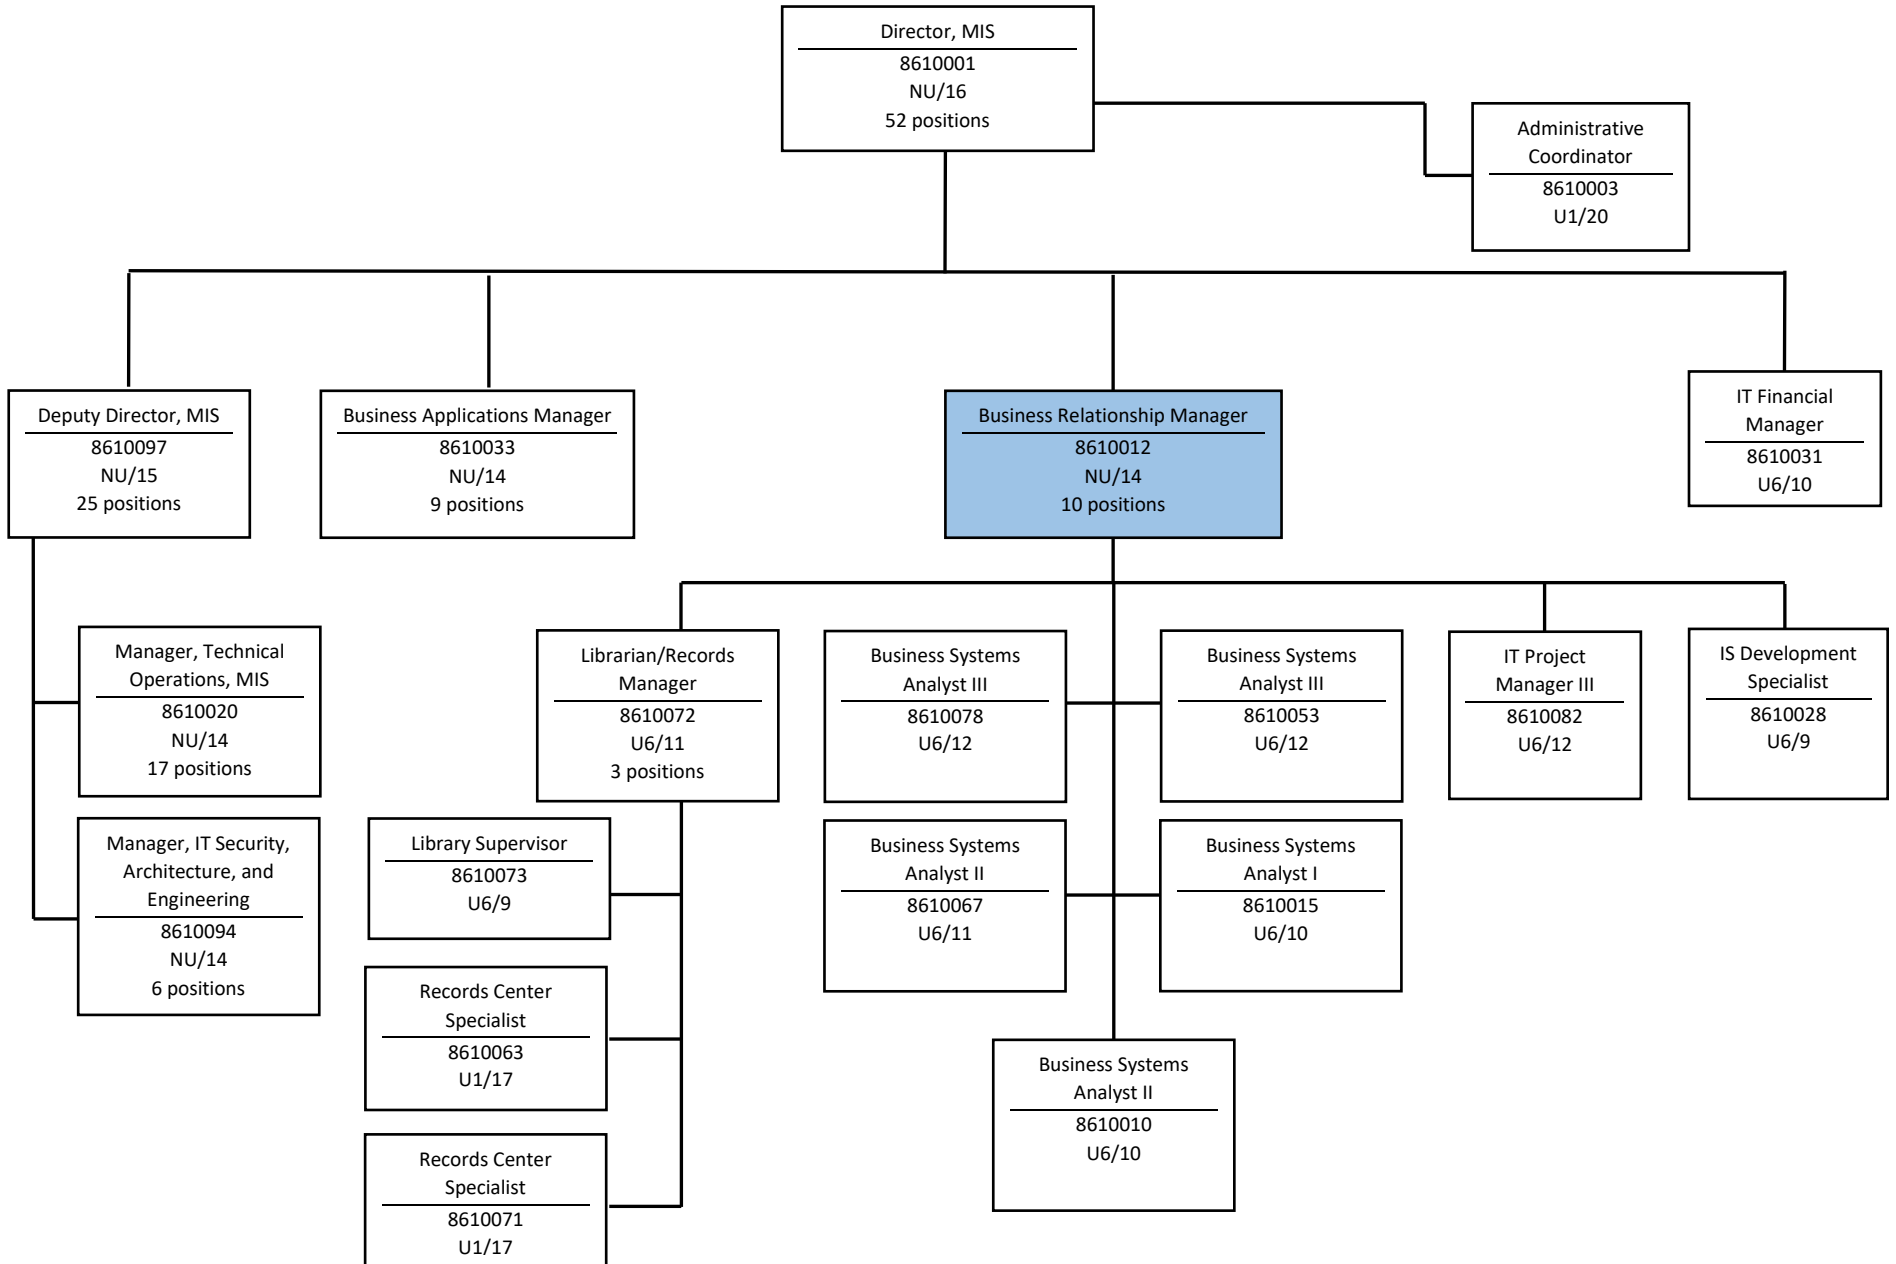 Director, MIS
8610001
NU/16
52 positions
Administrative
Coordinator
8610003
U1/20
Deputy Director, MIS
8610097
NU/15
25 positions
Business Applications Manager
8610033
NU/14
9 positions
Business Relationship Manager
8610012
NU/14
10 positions
IT Financial
Manager
8610031
U6/10
Manager, Technical
Operations, MIS
8610020
NU/14
17 positions
Manager, IT Security,
Architecture, and
Engineering
8610094
NU/14
6 positions
Librarian/Records
Manager
8610072
U6/11
3 positions
Library Supervisor
8610073
U6/9
Records Center
Specialist
8610063
U1/17
Records Center
Specialist
8610071
U1/17
Business Systems
Analyst III
8610078
U6/12
Business Systems
Analyst III
8610053
U6/12
Business Systems
Analyst II
8610067
U6/11
Business Systems
Analyst I
8610015
U6/10
Business Systems
Analyst II
8610010
U6/10
IT Project
Manager III
8610082
U6/12
IS Development
Specialist
8610028
U6/9